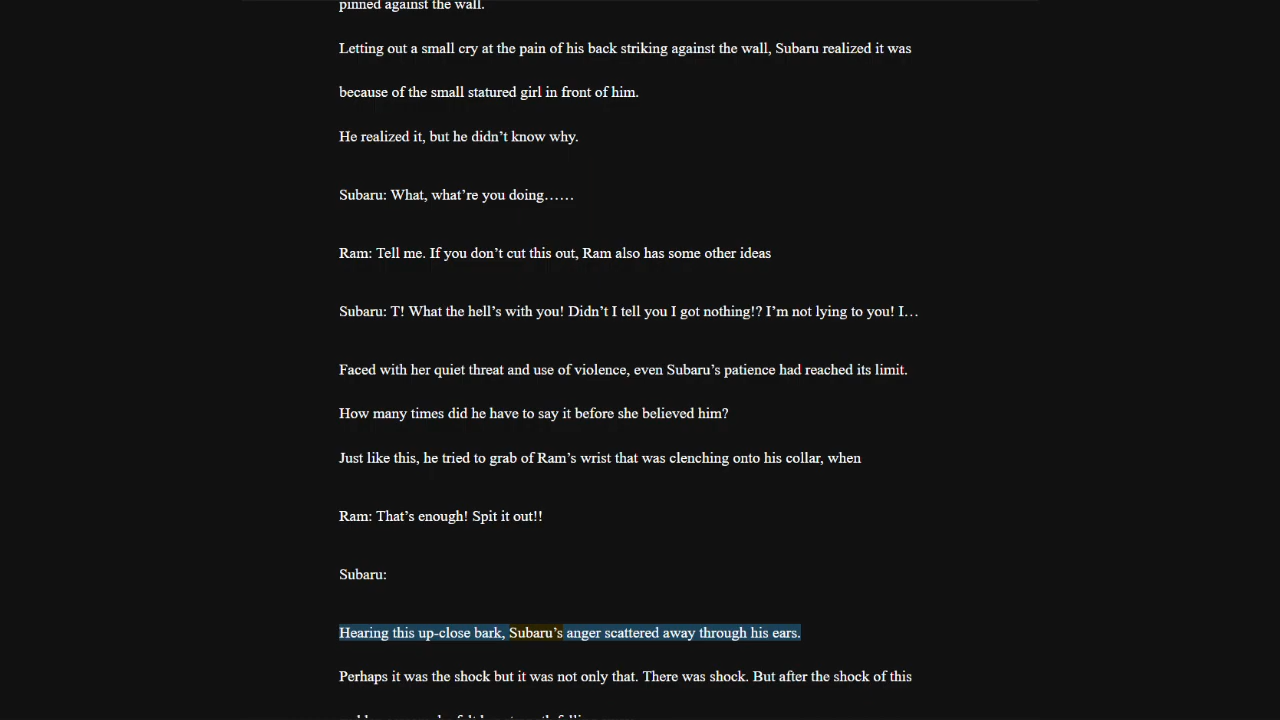 pinned against the wall.
Letting out a small cry at the pain of his back striking against the wall, Subaru realized it was
because of the small statured girl in front of him.
He realized it, but he didn’t know why.
Subaru: What, what’re you doing……
Ram: Tell me. If you don’t cut this out, Ram also has some other ideas
Subaru: T! What the hell’s with you! Didn’t I tell you I got nothing!? I’m not lying to you! I…
Faced with her quiet threat and use of violence, even Subaru’s patience had reached its limit.
How many times did he have to say it before she believed him?
Just like this, he tried to grab of Ram’s wrist that was clenching onto his collar, when
Ram: That’s enough! Spit it out!!
Subaru:
Hearing this up-close bark, Subaru’s anger scattered away through his ears.
Perhaps it was the shock but it was not only that. There was shock. But after the shock of this